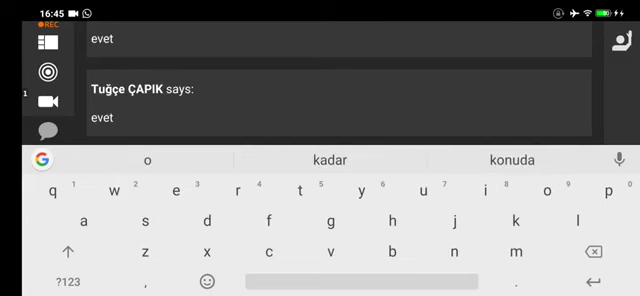 16:45
REC
evet
1
Tuğçe ÇAPIK says:
evet
o kadar konuda
q 1 w 2 e 3 r 4 t 5 y 6 u 7 i 8 o 9 p 0
a s d f g h j k l
z x c v b n m
?123 , .